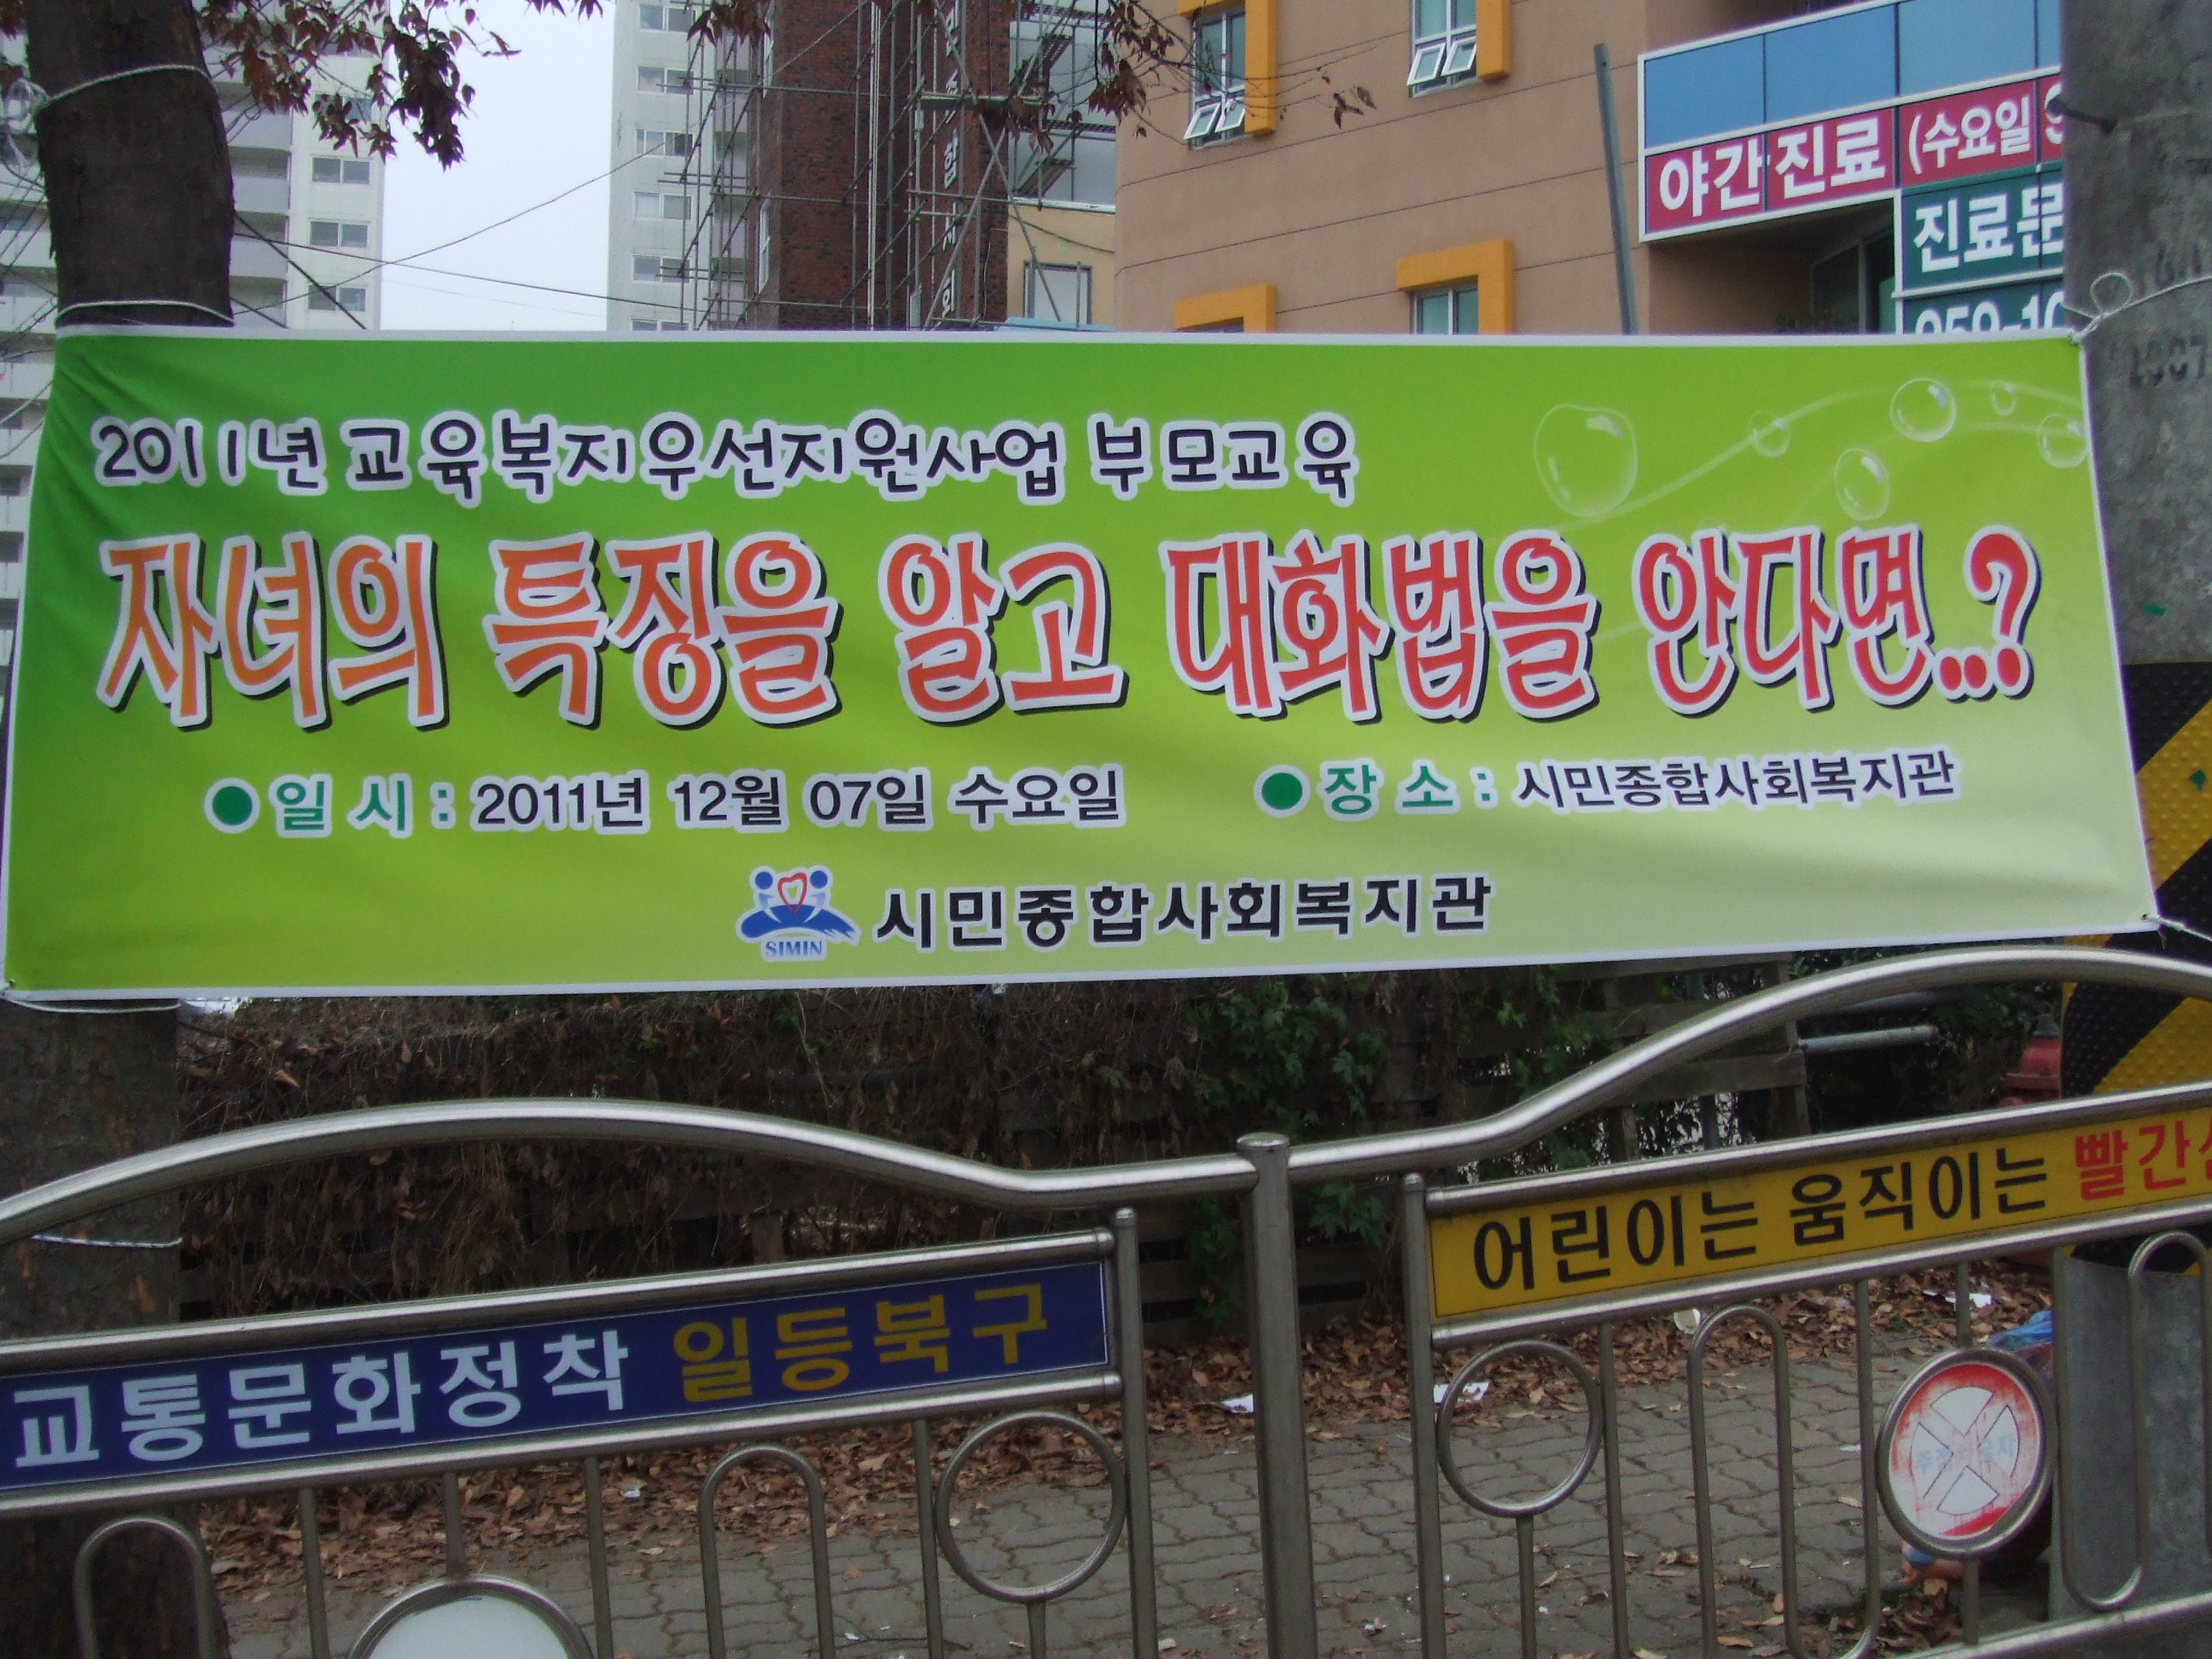 야간진료 (수요일
진료문
2011년 교육복지우선지원사업 부모교육
자녀의 특징을 알고 대화법을 안다면...?
●일 시 : 2011년 12월 07일 수요일 ●장 소 : 시민종합사회복지관
SIMIN 시민종합사회복지관
어린이는 움직이는 빨간
교통문화정착 일등북구